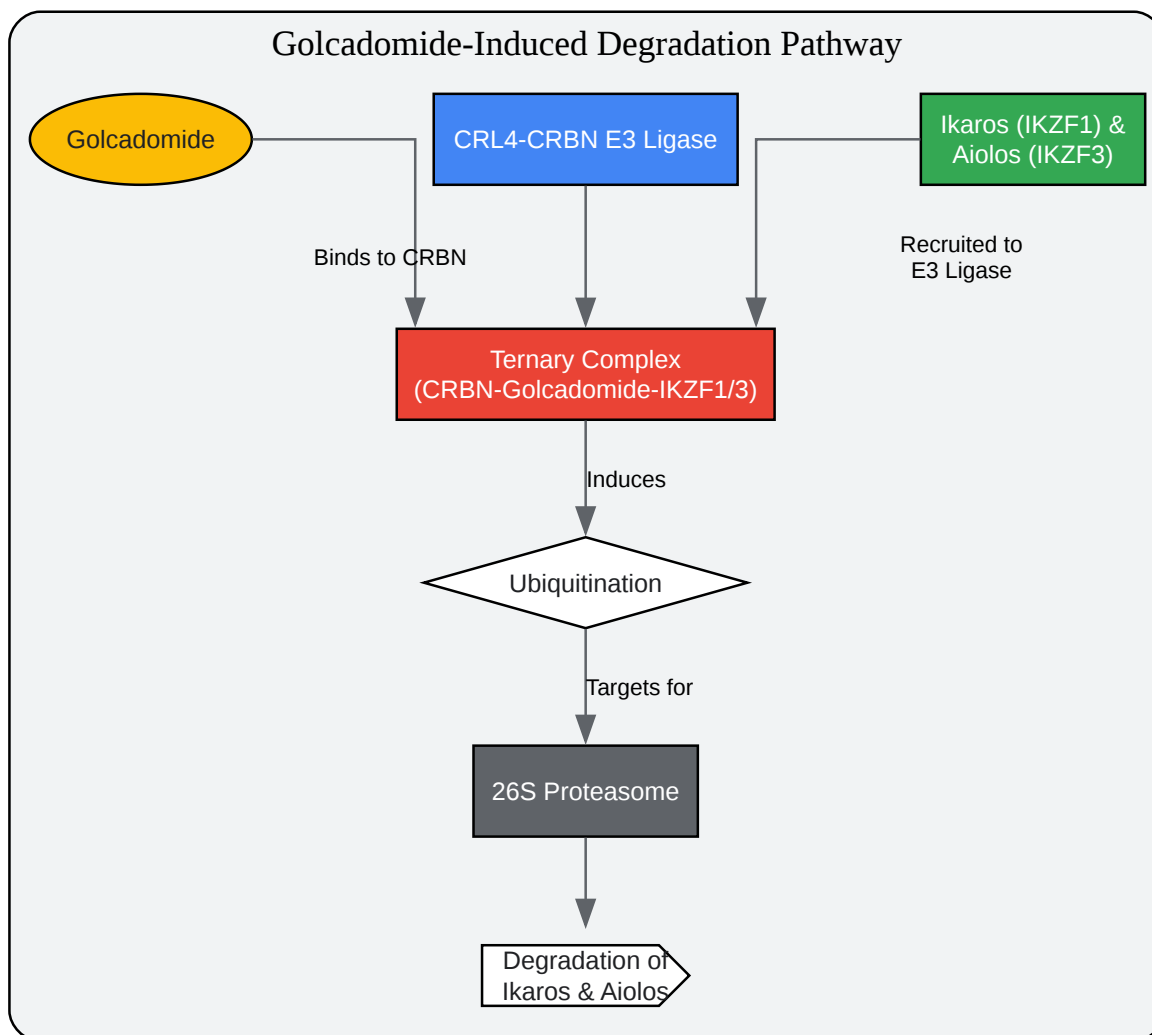 Golcadomide-Induced Degradation Pathway
Golcadomide
CRL4-CRBN E3 Ligase
Ikaros (IKZF1) &
Aiolos (IKZF3)
Binds to CRBN
Recruited to
E3 Ligase
Ternary Complex
(CRBN-Golcadomide-IKZF1/3)
Induces
Ubiquitination
Targets for
26S Proteasome
Degradation of
Ikaros & Aiolos